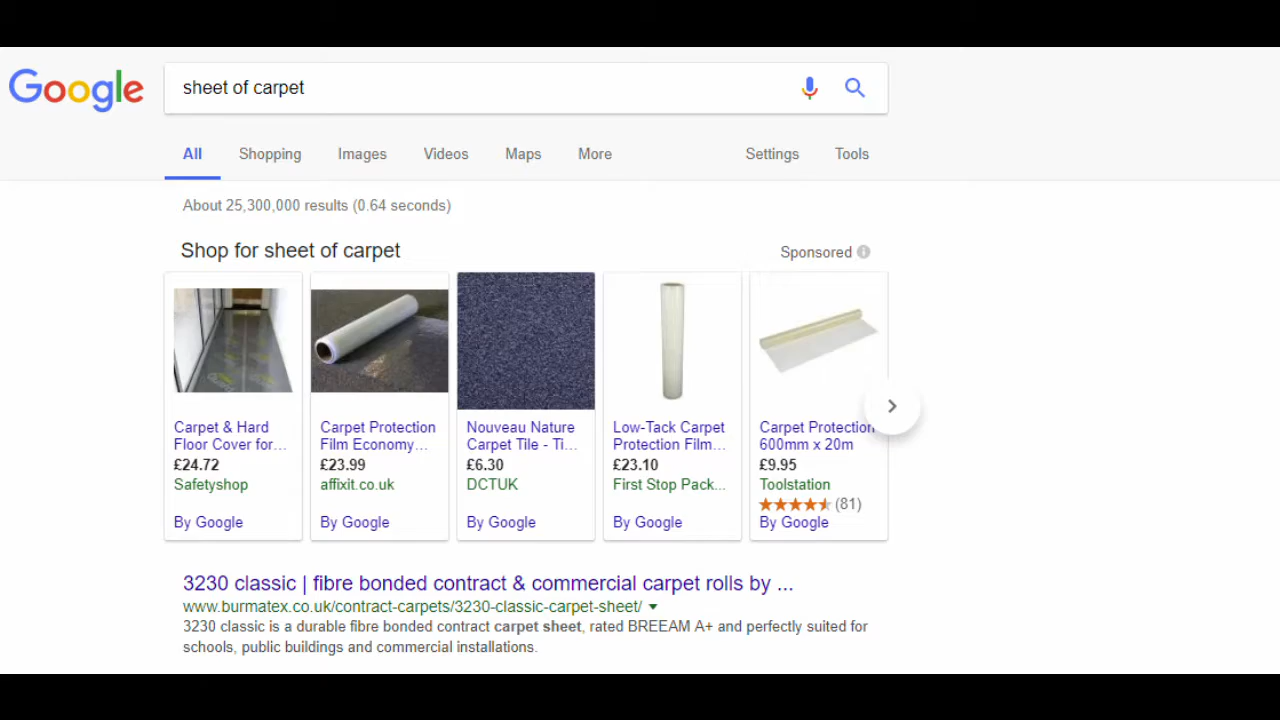 Google
sheet of carpet
All Shopping Images Videos Maps More Settings Tools
About 25,300,000 results (0.64 seconds)
Shop for sheet of carpet
Sponsored
Carpet & Hard
Floor Cover for...
£24.72
Safetyshop
By Google
Carpet Protection
Film Economy...
£23.99
affixit.co.uk
By Google
Nouveau Nature
Carpet Tile - Ti...
£6.30
DCTUK
By Google
Low-Tack Carpet
Protection Film...
£23.10
First Stop Pack...
By Google
Carpet Protection
600mm x 20m
£9.95
Toolstation
(81)
By Google
3230 classic | fibre bonded contract & commercial carpet rolls by ...
www.burmatex.co.uk/contract-carpets/3230-classic-carpet-sheet/
3230 classic is a durable fibre bonded contract carpet sheet, rated BREEAM A+ and perfectly suited for
schools, public buildings and commercial installations.